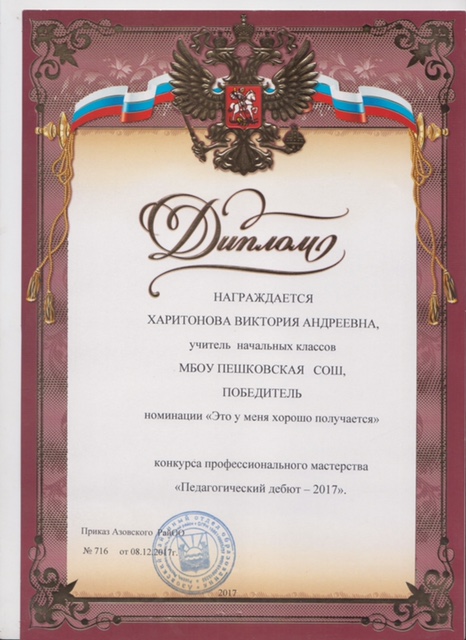 Диплом
НАГРАЖДАЕТСЯ
ХАРИТОНОВА ВИКТОРИЯ АНДРЕЕВНА,
учитель начальных классов
МБОУ ПЕШКОВСКАЯ СОШ,
ПОБЕДИТЕЛЬ
номинации «Это у меня хорошо получается»
конкурса профессионального мастерства
«Педагогический дебют – 2017».
Приказ Азовского РайОО
№ 716 от 08.12.2017г.
2017